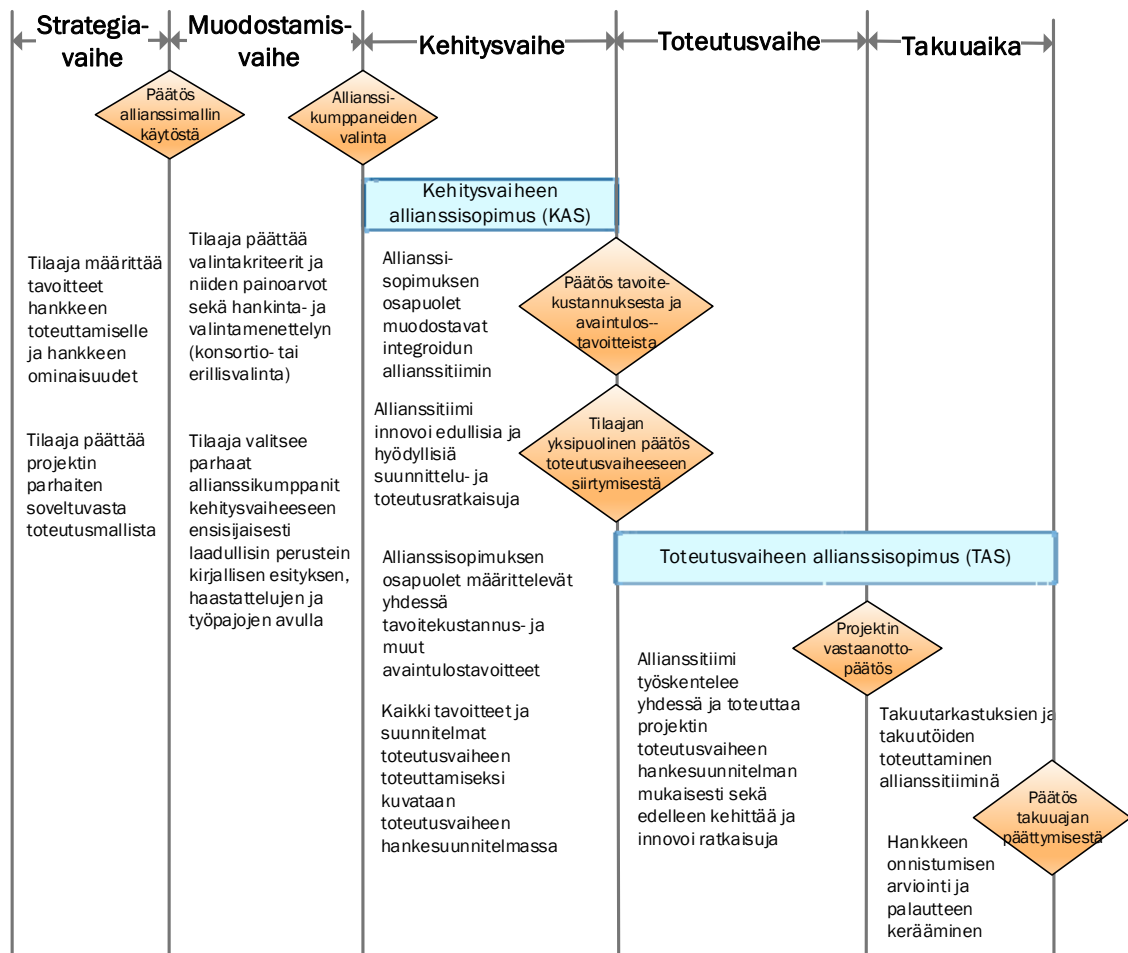 Strategia-
vaihe
Muodostamis-
vaihe
Kehitysvaihe
Toteutusvaihe
Takuuaika
Päätös
allianssimallin
käytöstä
Allianssi-
kumppaneiden
valinta
Kehitysvaiheen
allianssisopimus (KAS)
Tilaaja määrittää
tavoitteet
hankkeen
toteuttamiselle
ja hankkeen
ominaisuudet
Tilaaja päättää
projektin
parhaiten
soveltuvasta
toteutusmallista
Tilaaja päättää
valintakriteerit ja
niiden painoarvot
sekä hankinta- ja
valintamenettelyn
(konsortio- tai
erillisvalinta)
Tilaaja valitsee
parhaat
allianssikumppanit
kehitysvaiheeseen
ensisijaisesti
laadullisin perustein
kirjallisen esityksen,
haastattelujen ja
työpajojen avulla
Allianssi-
sopimuksen
osapuolet
muodostavat
integroidun
allianssitiimin
Allianssitiimi
innovoi edullisia ja
hyödyllisiä
suunnittelu- ja
toteutusratkaisuja
Allianssisopimuksen
osapuolet määrittelevät
yhdessä
tavoitekustannus- ja
muut
avaintulostavoitteet
Kaikki tavoitteet ja
suunnitelmat
toteutusvaiheen
toteuttamiseksi
kuvataan
toteutusvaiheen
hankesuunnitelmassa
Päätös tavoite-
kustannuksesta ja
avaintulos--
tavoitteista
Tilaajan
yksipuolinen päätös
toteutusvaiheeseen
siirtymisestä
Toteutusvaiheen allianssisopimus (TAS)
Allianssitiimi
työskentelee
yhdessä ja toteuttaa
projektin
toteutusvaiheen
hankesuunnitelman
mukaisesti sekä
edelleen kehittää ja
innovoi ratkaisuja
Projektin
vastaanotto-
päätös
Takuutarkastuksien ja
takuutöiden
toteuttaminen
allianssitiiminä
Hankkeen
onnistumisen
arviointi ja
palautteen
kerääminen
Päätös
takuuajan
päättymisestä